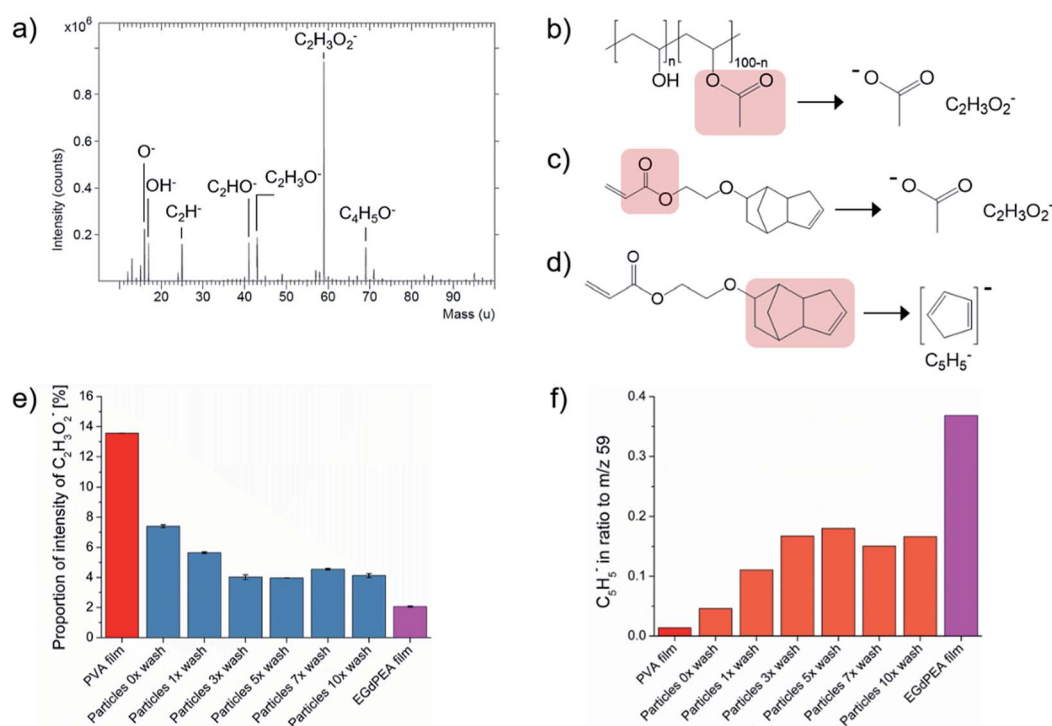 a)
x10⁶
C₂H₃O₂⁻
0.8
0.6
0.4
0.2
Intensity (counts)
O⁻
OH⁻
C₂H⁻
C₂HO⁻
C₂H₃O⁻
C₄H₅O⁻
10 20 30 40 50 60 70 80 90
Mass (u)
b)
n
100-n
OH
O
O
⁻O
O
C₂H₃O₂⁻
c)
O
O
O
⁻O
O
C₂H₃O₂⁻
d)
O
O
O
⁻
C₅H₅⁻
e)
Proportion of intensity of C₂H₃O₂⁻ [%]
16
14
12
10
8
6
4
2
0
PVA film
Particles 0x wash
Particles 1x wash
Particles 3x wash
Particles 5x wash
Particles 7x wash
Particles 10x wash
EGdPEA film
f)
C₅H₅⁻ in ratio to m/z 59
0.4
0.3
0.2
0.1
0.0
PVA film
Particles 0x wash
Particles 1x wash
Particles 3x wash
Particles 5x wash
Particles 7x wash
Particles 10x wash
EGdPEA film